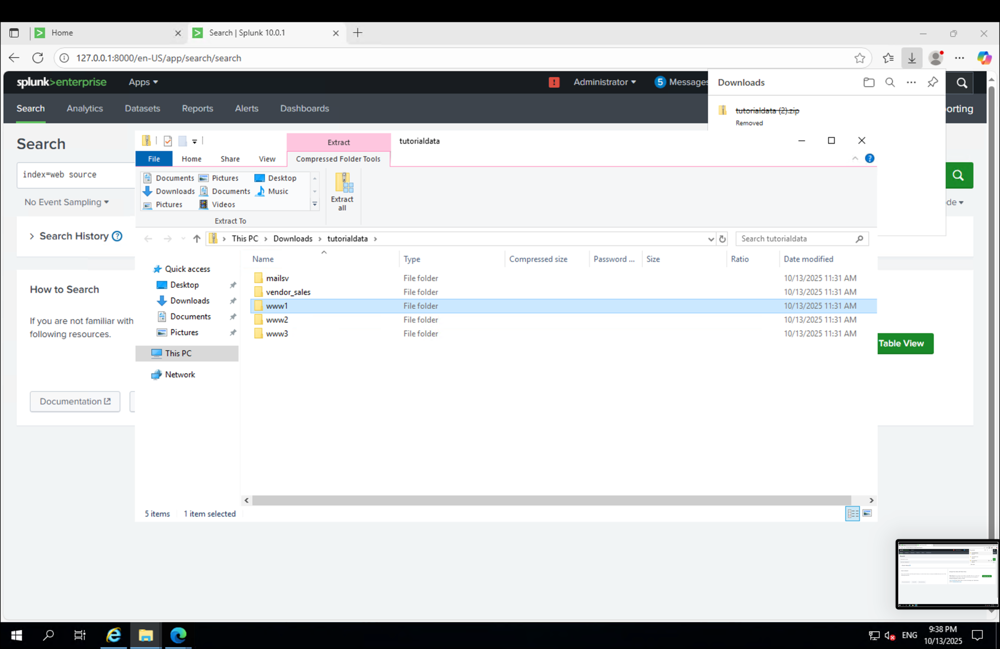 Home
Search | Splunk 10.0.1
127.0.0.1:8000/en-US/app/search/search
splunk>enterprise
Apps
Administrator
5 Messages
Downloads
Search
Analytics
Datasets
Reports
Alerts
Dashboards
orting
tutorialdata (2).zip
Removed
Search
Extract
tutorialdata
File
Home
Share
View
Compressed Folder Tools
index=web source
Documents
Pictures
Desktop
Downloads
Documents
Music
Pictures
Videos
Extract all
Extract To
No Event Sampling
de
Search History
This PC
Downloads
tutorialdata
Search tutorialdata
Name
Type
Compressed size
Password ...
Size
Ratio
Date modified
Quick access
Desktop
Downloads
Documents
Pictures
This PC
Network
mailsv File folder 10/13/2025 11:31 AM
vendor_sales File folder 10/13/2025 11:31 AM
www1 File folder 10/13/2025 11:31 AM
www2 File folder 10/13/2025 11:31 AM
www3 File folder 10/13/2025 11:31 AM
How to Search
If you are not familiar with
following resources.
Table View
Documentation
5 items
1 item selected
ENG
9:38 PM
10/13/2025